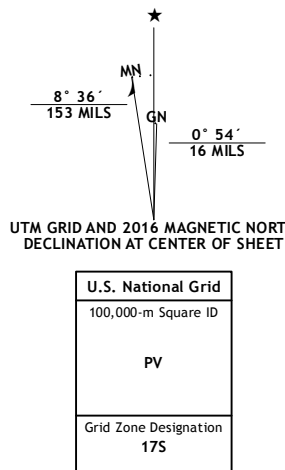 ★
MN
GN
8° 36´
153 MILS
0° 54´
16 MILS
UTM GRID AND 2016 MAGNETIC NORT
DECLINATION AT CENTER OF SHEET
U.S. National Grid
100,000-m Square ID
PV
Grid Zone Designation
17S